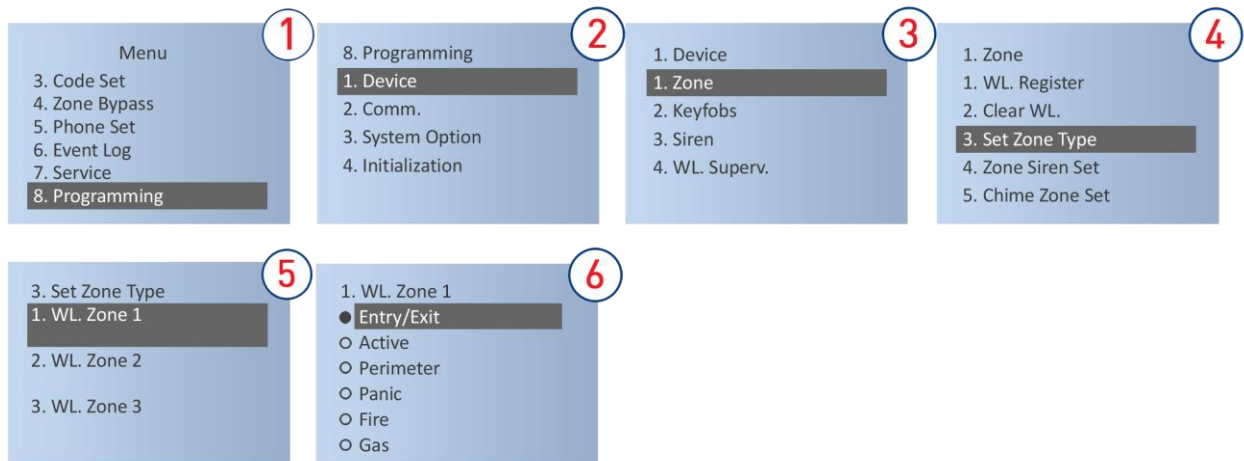 1
Menu
3. Code Set
4. Zone Bypass
5. Phone Set
6. Event Log
7. Service
8. Programming
2
8. Programming
1. Device
2. Comm.
3. System Option
4. Initialization
3
1. Device
1. Zone
2. Keyfobs
3. Siren
4. WL. Superv.
4
1. Zone
1. WL. Register
2. Clear WL.
3. Set Zone Type
4. Zone Siren Set
5. Chime Zone Set
5
3. Set Zone Type
1. WL. Zone 1
2. WL. Zone 2
3. WL. Zone 3
6
1. WL. Zone 1
Entry/Exit
Active
Perimeter
Panic
Fire
Gas